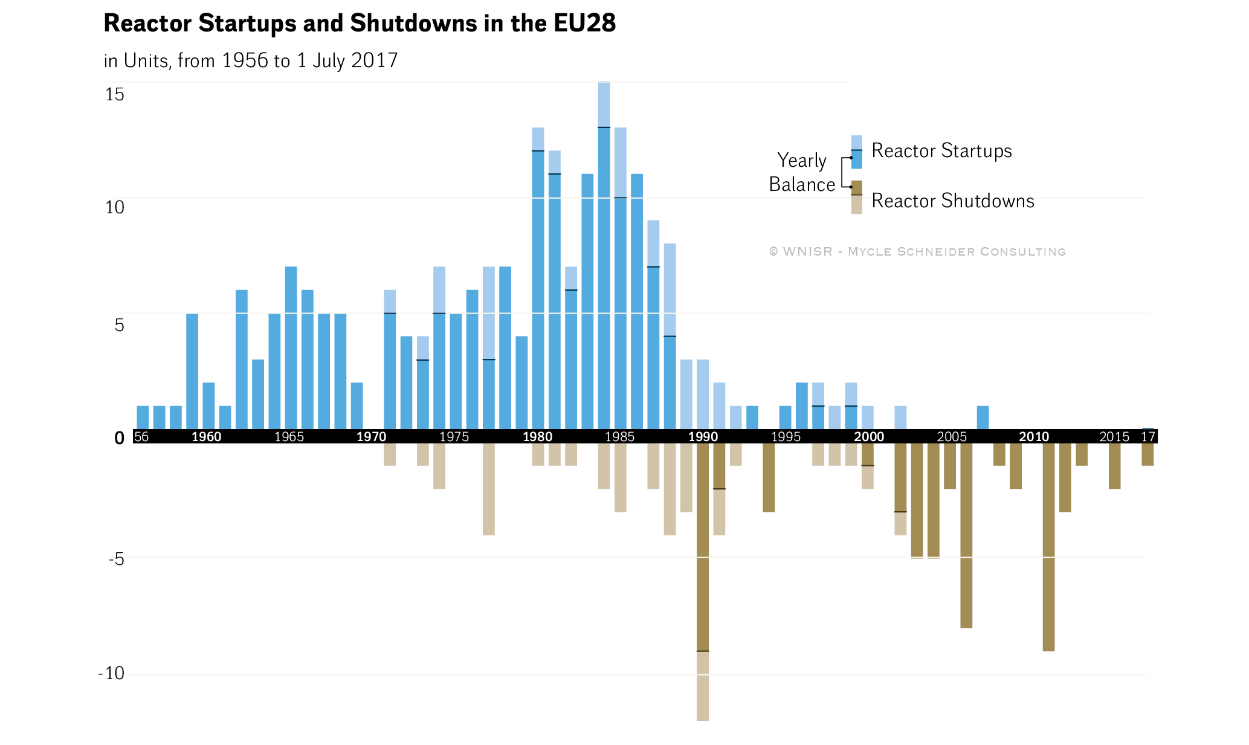 Reactor Startups and Shutdowns in the EU28
in Units, from 1956 to 1 July 2017
15
10
5
0
-5
-10
Yearly
Balance
Reactor Startups
Reactor Shutdowns
© WNISR - Mycle Schneider Consulting
56 1960 1965 1970 1975 1980 1985 1990 1995 2000 2005 2010 2015 17